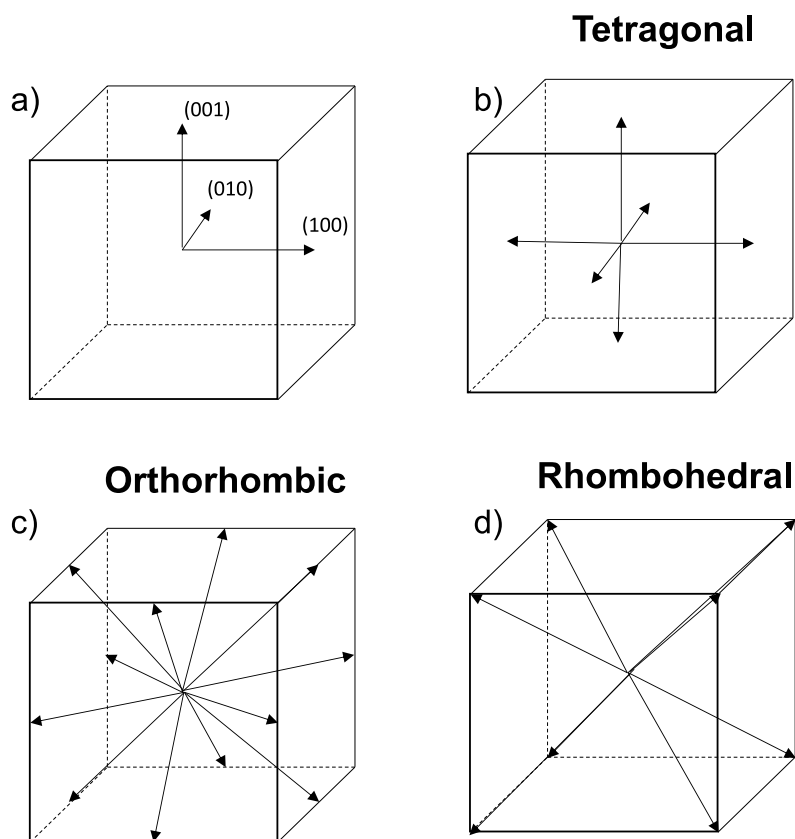 Tetragonal
a)
(001)
(010)
(100)
b)
Orthorhombic
c)
Rhombohedral
d)